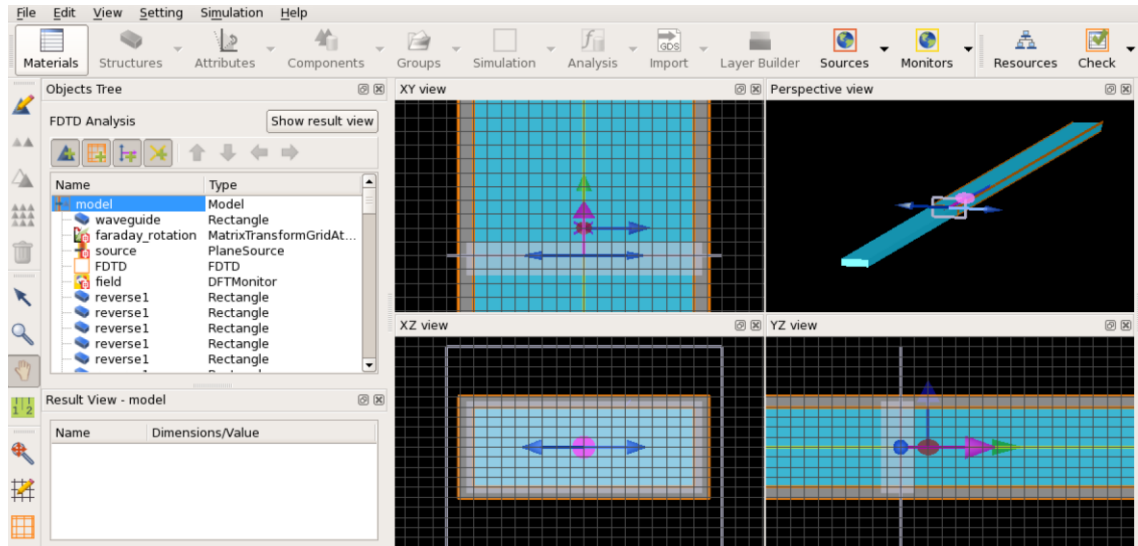 File Edit View Setting Simulation Help
Materials Structures Attributes Components Groups Simulation Analysis Import Layer Builder Sources Monitors Resources Check
GDS
Objects Tree
FDTD Analysis Show result view
Name Type
model Model
waveguide Rectangle
faraday_rotation MatrixTransformGridAt...
source PlaneSource
FDTD FDTD
field DFTMonitor
reverse1 Rectangle
reverse1 Rectangle
reverse1 Rectangle
reverse1 Rectangle
reverse1 Rectangle
Result View - model
Name Dimensions/Value
XY view
Perspective view
XZ view
YZ view
1 2